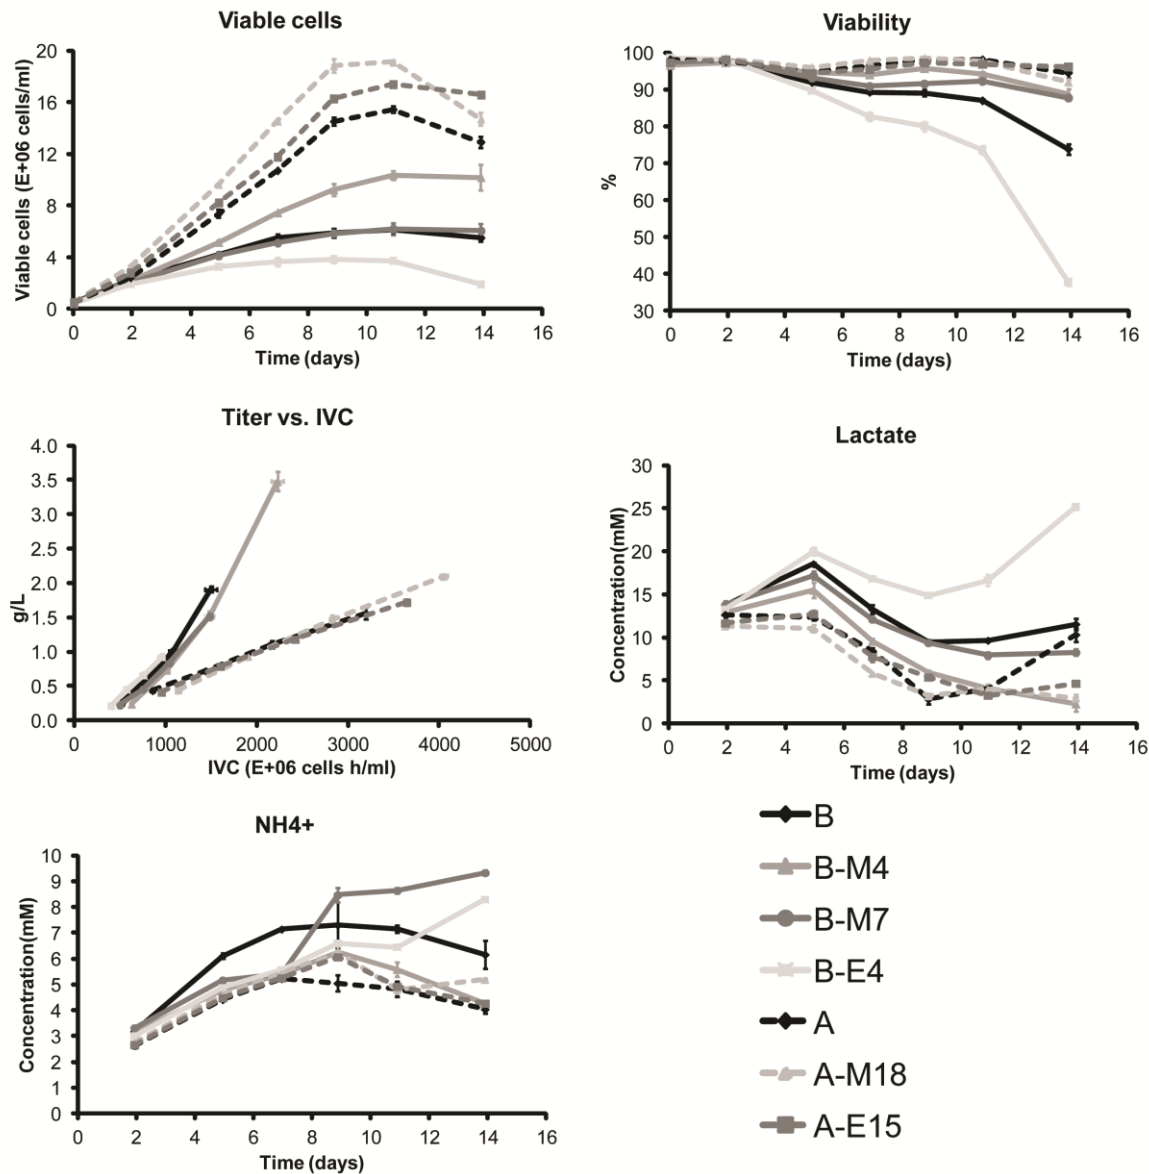 Viable cells
Viable cells (E+06 cells/ml)
20
16
12
8
4
0
0 2 4 6 8 10 12 14 16
Time (days)
Viability
%
100
90
80
70
60
50
40
30
0 2 4 6 8 10 12 14 16
Time (days)
Titer vs. IVC
g/L
4.0
3.5
3.0
2.5
2.0
1.5
1.0
0.5
0.0
0 1000 2000 3000 4000 5000
IVC (E+06 cells h/ml)
Lactate
Concentration(mM)
30
25
20
15
10
5
0
0 2 4 6 8 10 12 14 16
Time (days)
NH4+
Concentration(mM)
10
9
8
7
6
5
4
3
2
1
0
0 2 4 6 8 10 12 14 16
Time (days)
B
B-M4
B-M7
B-E4
A
A-M18
A-E15